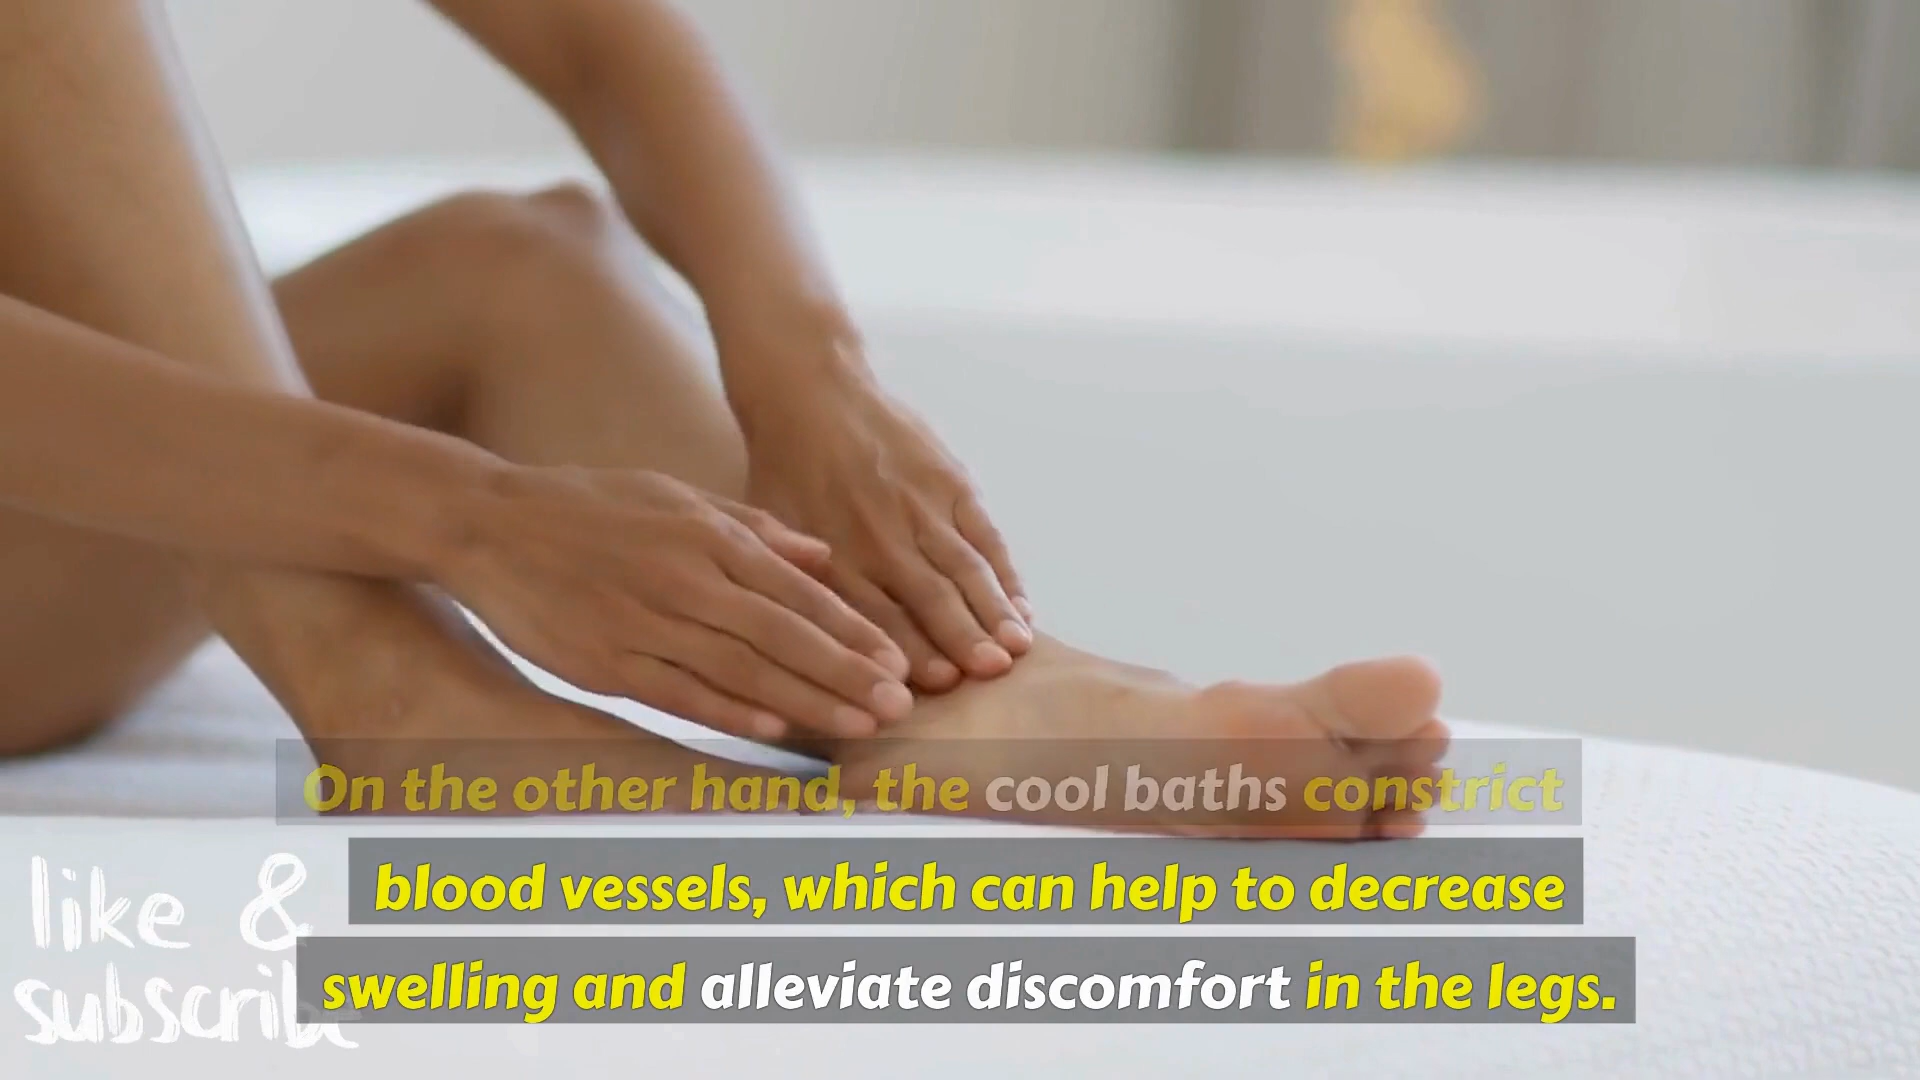 On the other hand, the cool baths constrict
blood vessels, which can help to decrease
swelling and alleviate discomfort in the legs.
like &
subscribe